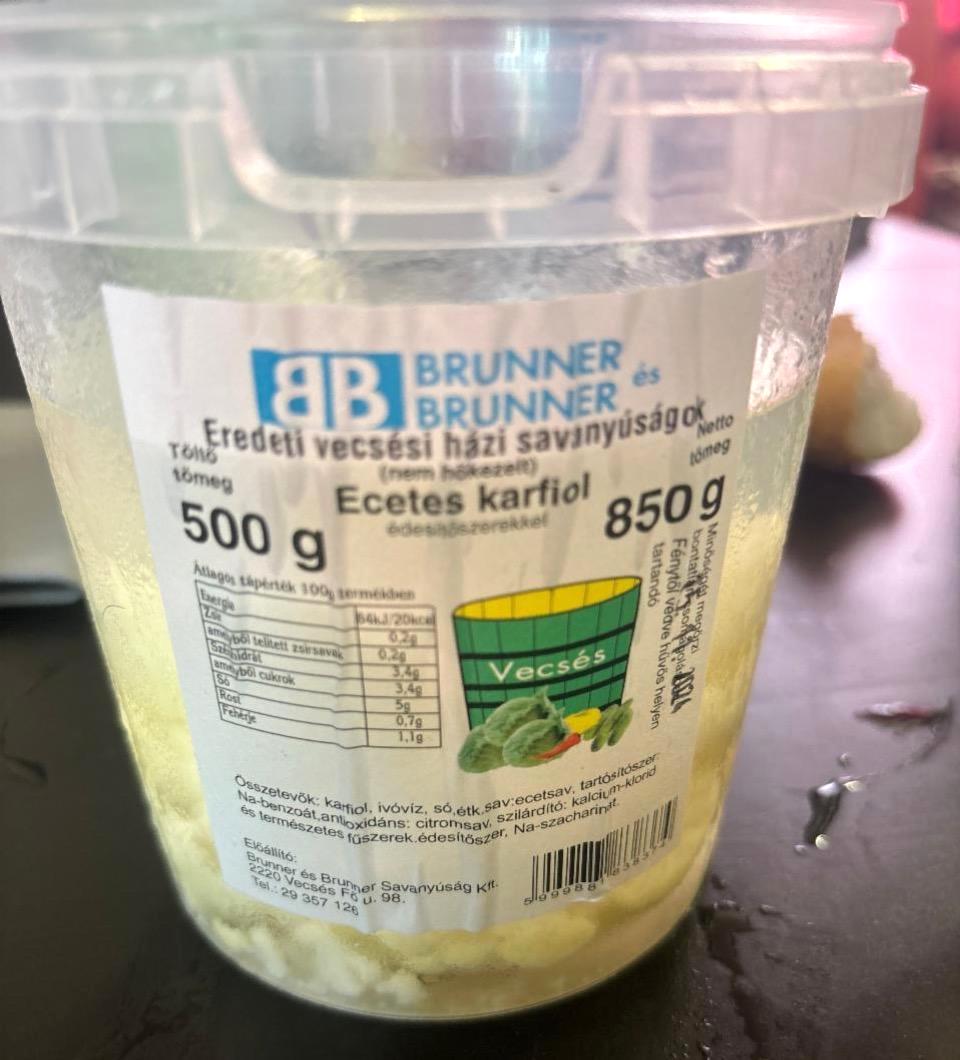 BB
BRUNNER
és
BRUNNER
Eredeti vecsési házi savanyúságok
(nem hőkezelt)
Töltő
tömeg
500 g
Ecetes karfiol
édesítőszerekkel
Netto
tömeg
850 g
Átlagos tápérték 100g termékben
Energia 84kJ/20kcal
Zsír 0,2g
amelyből telített zsírsavak 0,2g
Szénhidrát 3,4g
amelyből cukrok 3,4g
Só 5g
Rost 0,7g
Fehérje 1,1g
Vecsés
Minőségét megőrzi
bontatlan
Fénytől védve hűvös helyen
tartandó
Összetevők: karfiol, ivóvíz, só,étk.sav:ecetsav, tartósítószer:
Na-benzoát,antioxidáns: citromsav, szilárdító: kalcium-klorid
és természetes fűszerek.édesítőszer, Na-szacharinát.
Előállító:
Brunner és Brunner Savanyúság Kft.
2220 Vecsés Fő u. 98.
Tel.: 29 357 126